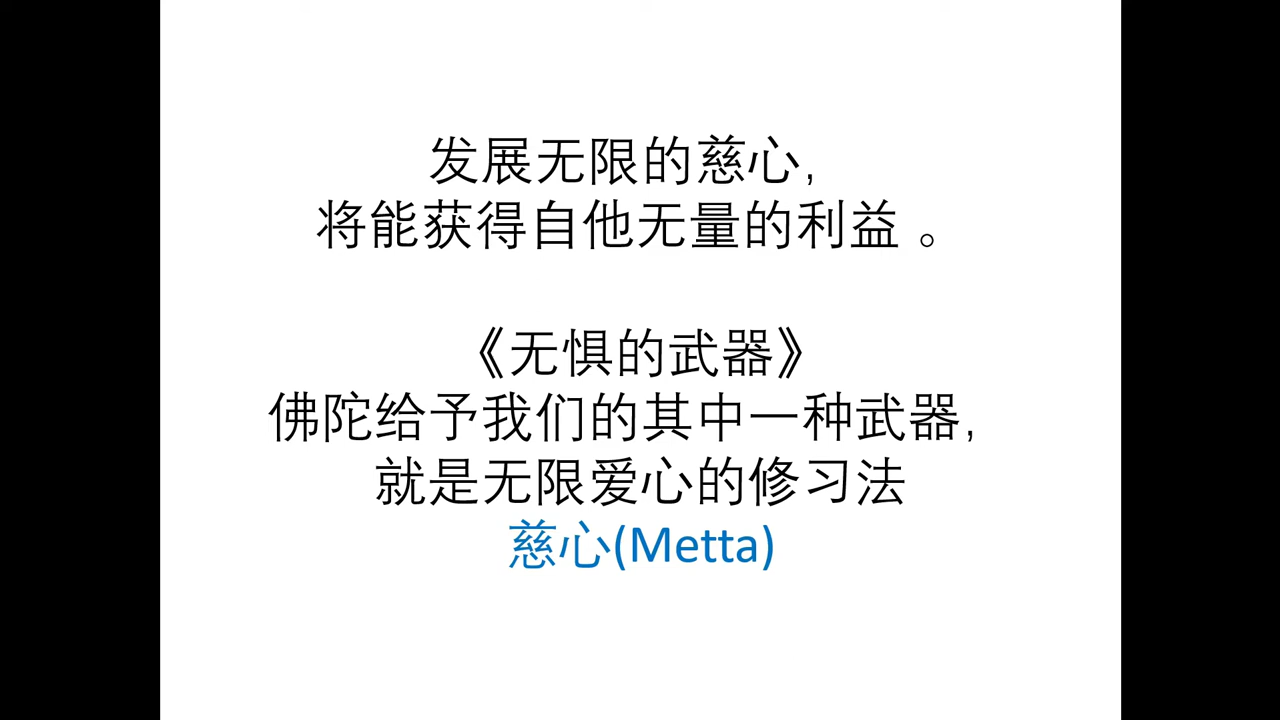 发展无限的慈心,
将能获得自他无量的利益 。
《无惧的武器》
佛陀给予我们的其中一种武器,
就是无限爱心的修习法
慈心(Metta)